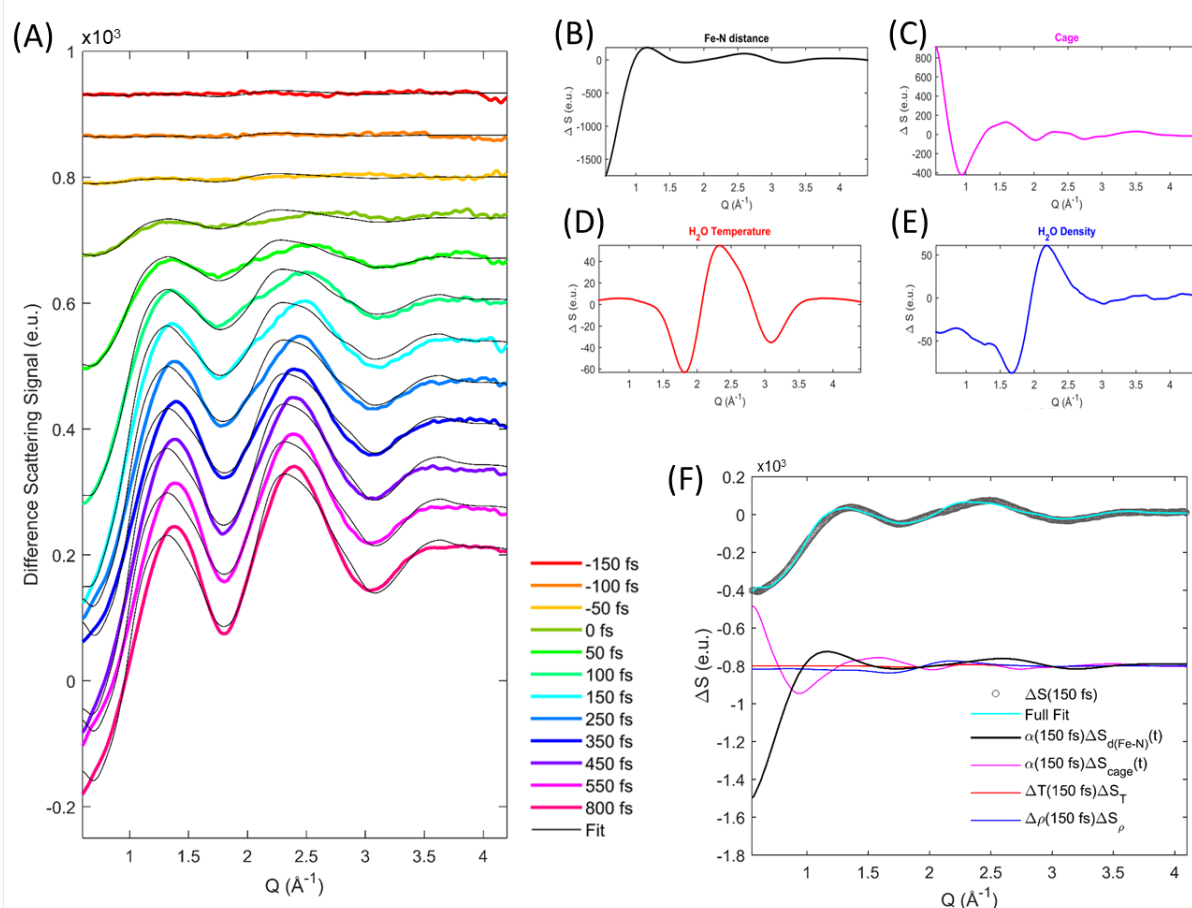 (A)
x10³
1
0.8
0.6
0.4
0.2
0
-0.2
Difference Scattering Signal (e.u.)
1 1.5 2 2.5 3 3.5 4
Q (Å⁻¹)
-150 fs
-100 fs
-50 fs
0 fs
50 fs
100 fs
150 fs
250 fs
350 fs
450 fs
550 fs
800 fs
Fit
(B)
Fe-N distance
0
-500
-1000
-1500
Δ S (e.u.)
1 1.5 2 2.5 3 3.5 4
Q (Å⁻¹)
(C)
Cage
800
600
400
200
0
-200
-400
Δ S (e.u.)
1 1.5 2 2.5 3 3.5 4
Q (Å⁻¹)
(D)
H₂O Temperature
40
20
0
-20
-40
-60
Δ S (e.u.)
1 1.5 2 2.5 3 3.5 4
Q (Å⁻¹)
(E)
H₂O Density
50
0
-50
Δ S (e.u.)
1 1.5 2 2.5 3 3.5 4
Q (Å⁻¹)
(F)
x10³
0.2
0
-0.2
-0.4
-0.6
-0.8
-1
-1.2
-1.4
-1.6
-1.8
ΔS (e.u.)
1 1.5 2 2.5 3 3.5 4
Q (Å⁻¹)
ΔS(150 fs)
Full Fit
α(150 fs)ΔS_d(Fe-N)(t)
α(150 fs)ΔS_cage(t)
ΔT(150 fs)ΔS_T
Δρ(150 fs)ΔS_ρ